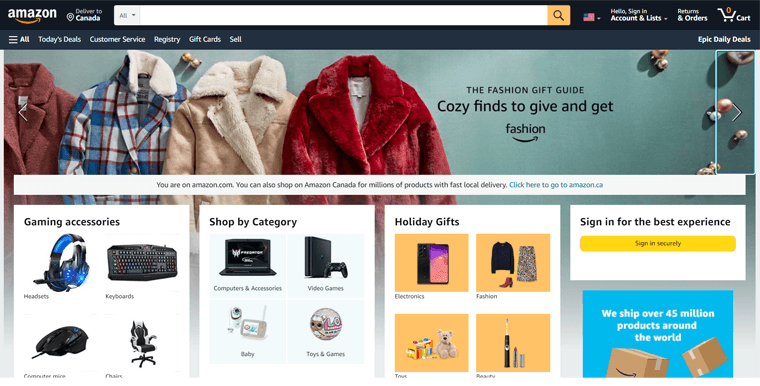 amazon
Deliver to
Canada
All
Hello, Sign in
Account & Lists
Returns
& Orders
0
Cart
All
Today's Deals
Customer Service
Registry
Gift Cards
Sell
Epic Daily Deals
THE FASHION GIFT GUIDE
Cozy finds to give and get
fashion
You are on amazon.com. You can also shop on Amazon Canada for millions of products with fast local delivery. Click here to go to amazon.ca
Gaming accessories
Headsets
Keyboards
Computer mice
Chairs
Shop by Category
PREDATOR
Computers & Accessories
Video Games
Baby
L.O.L.
Toys & Games
Holiday Gifts
Electronics
Fashion
Toys
Beauty
Sign in for the best experience
Sign in securely
We ship over 45 million
products around
the world